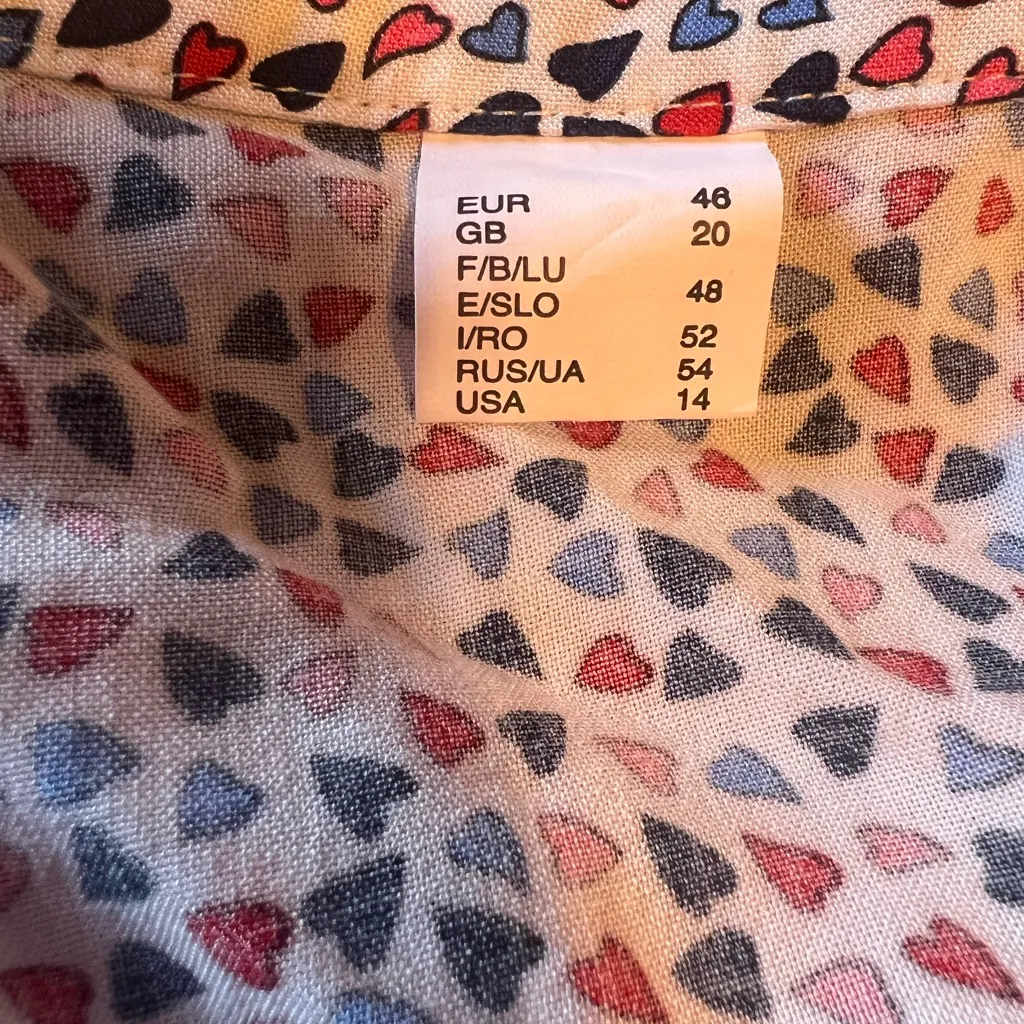 EUR 46
GB 20
F/B/LU
E/SLO 48
I/RO 52
RUS/UA 54
USA 14